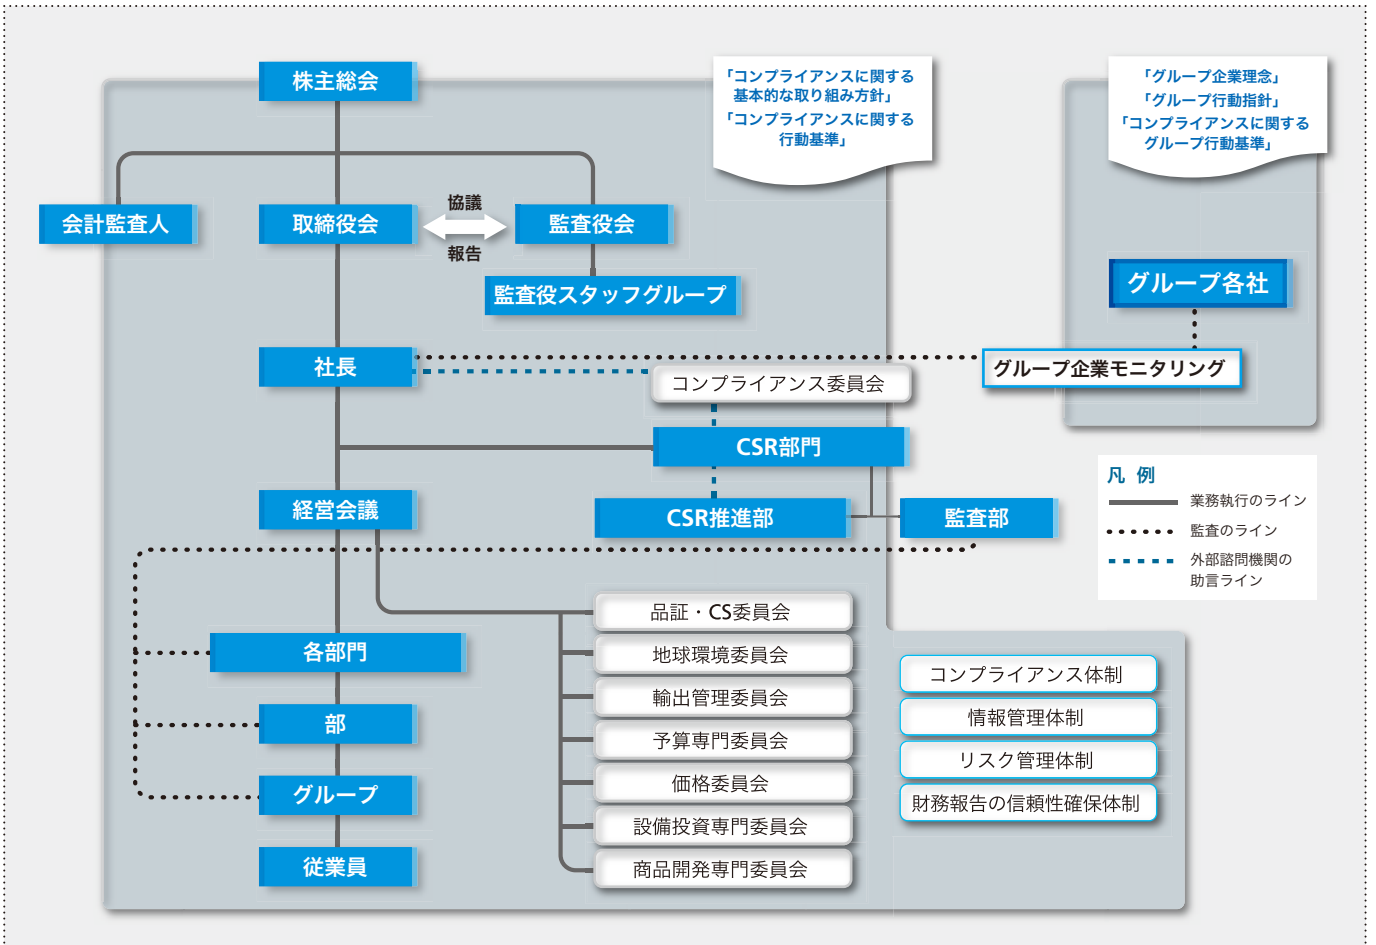 株主総会
「コンプライアンスに関する
基本的な取り組み方針」
「コンプライアンスに関する
行動基準」
「グループ企業理念」
「グループ行動指針」
「コンプライアンスに関する
グループ行動基準」
会計監査人
取締役会
協議
報告
監査役会
監査役スタッフグループ
グループ各社
社長
グループ企業モニタリング
コンプライアンス委員会
CSR部門
経営会議
CSR推進部
監査部
凡 例
業務執行のライン
監査のライン
外部諮問機関の
助言ライン
各部門
部
グループ
従業員
品証・CS委員会
地球環境委員会
輸出管理委員会
予算専門委員会
価格委員会
設備投資専門委員会
商品開発専門委員会
コンプライアンス体制
情報管理体制
リスク管理体制
財務報告の信頼性確保体制